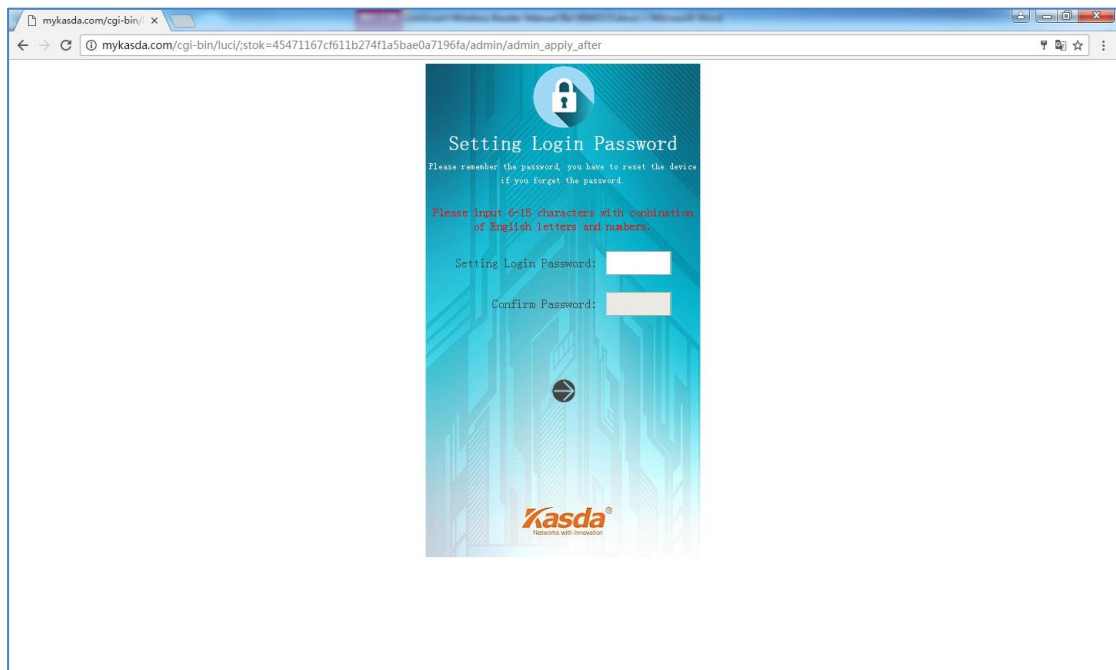 mykasda.com/cgi-bin/
mykasda.com/cgi-bin/luci/;stok=45471167cf611b274f1a5bae0a7196fa/admin/admin_apply_after
Setting Login Password
Please remember the password, you have to reset the device
if you forget the password.
Please input 6-15 characters with conbination
of English letters and numbers.
Setting Login Password:
Confirm Password:
Kasda®
Networks with Innovation